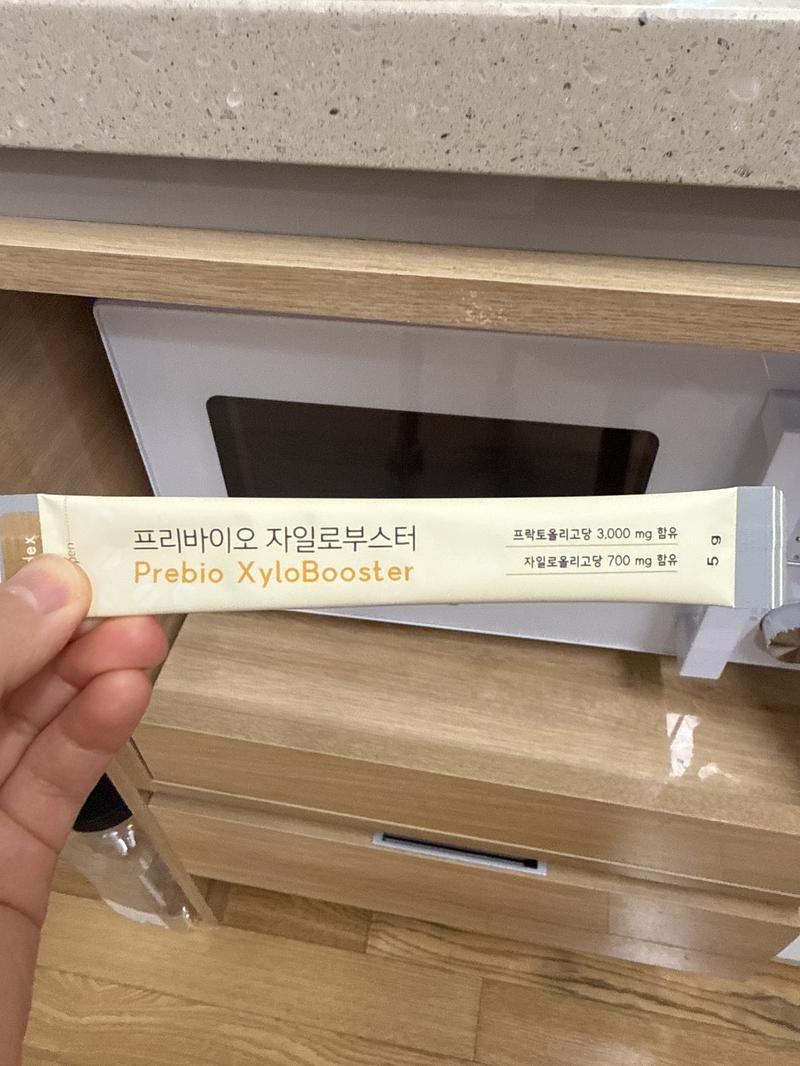 프리바이오 자일로부스터
Prebio XyloBooster
프락토올리고당 3,000 mg 함유
자일로올리고당 700 mg 함유
5 g